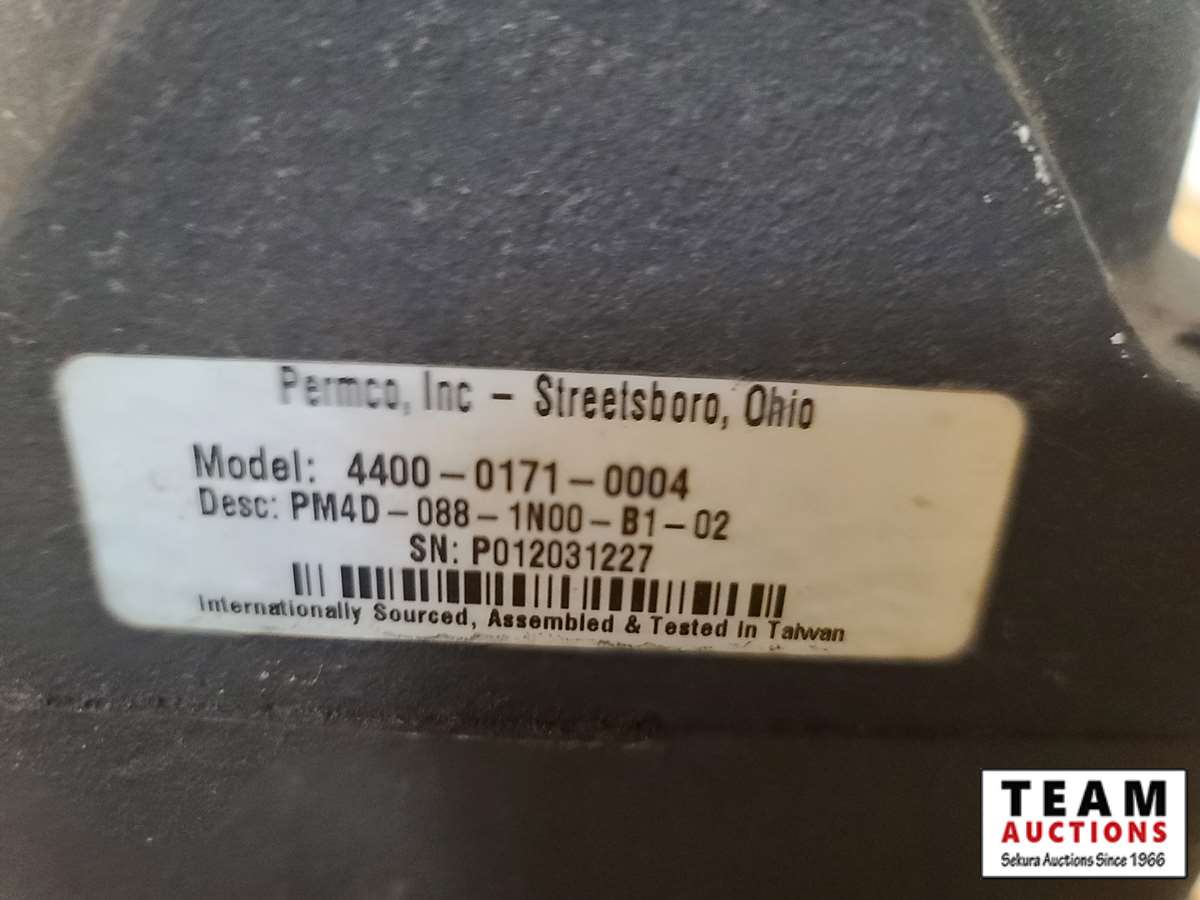 Permco, Inc - Streetsboro, Ohio
Model: 4400-0171-0004
Desc: PM4D-088-1N00-B1-02
SN: P012031227
Internationally Sourced, Assembled & Tested In Taiwan
TEAM
AUCTIONS
Sekura Auctions Since 1966